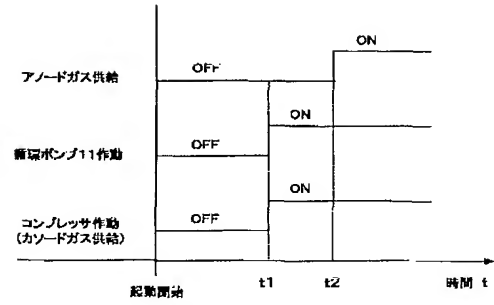 ON
アノードガス供給
OFF
ON
循環ポンプ11作動
OFF
ON
コンプレッサ作動
(カソードガス供給)
OFF
起動開始
t1
t2
時間 t